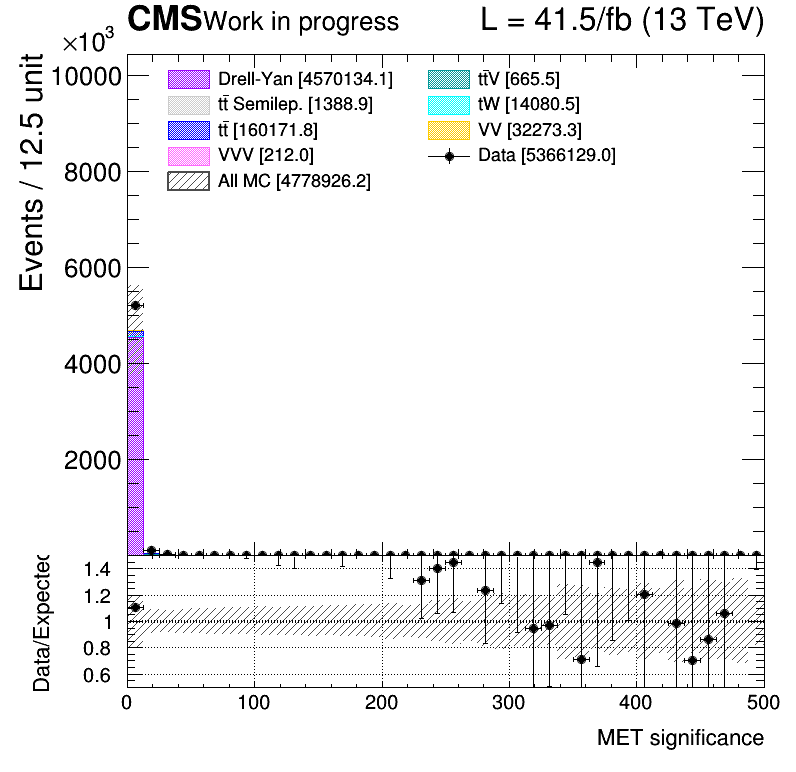 CMS Work in progress L = 41.5/fb (13 TeV)
×10³
Events / 12.5 unit
10000
8000
6000
4000
2000
Drell-Yan [4570134.1]
tt̄ Semilep. [1388.9]
tt̄ [160171.8]
VVV [212.0]
All MC [4778926.2]
tt̄V [665.5]
tW [14080.5]
VV [32273.3]
Data [5366129.0]
Data/Expected
1.4
1.2
1
0.8
0.6
0 100 200 300 400 500
MET significance